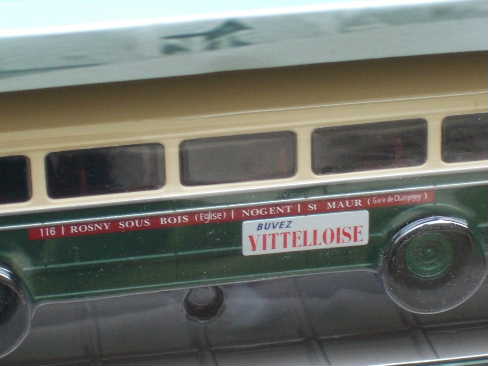 116 | ROSNY SOUS BOIS (Eglise) | NOGENT | St MAUR (Gare de Champigny)
BUVEZ
VITTELLOISE